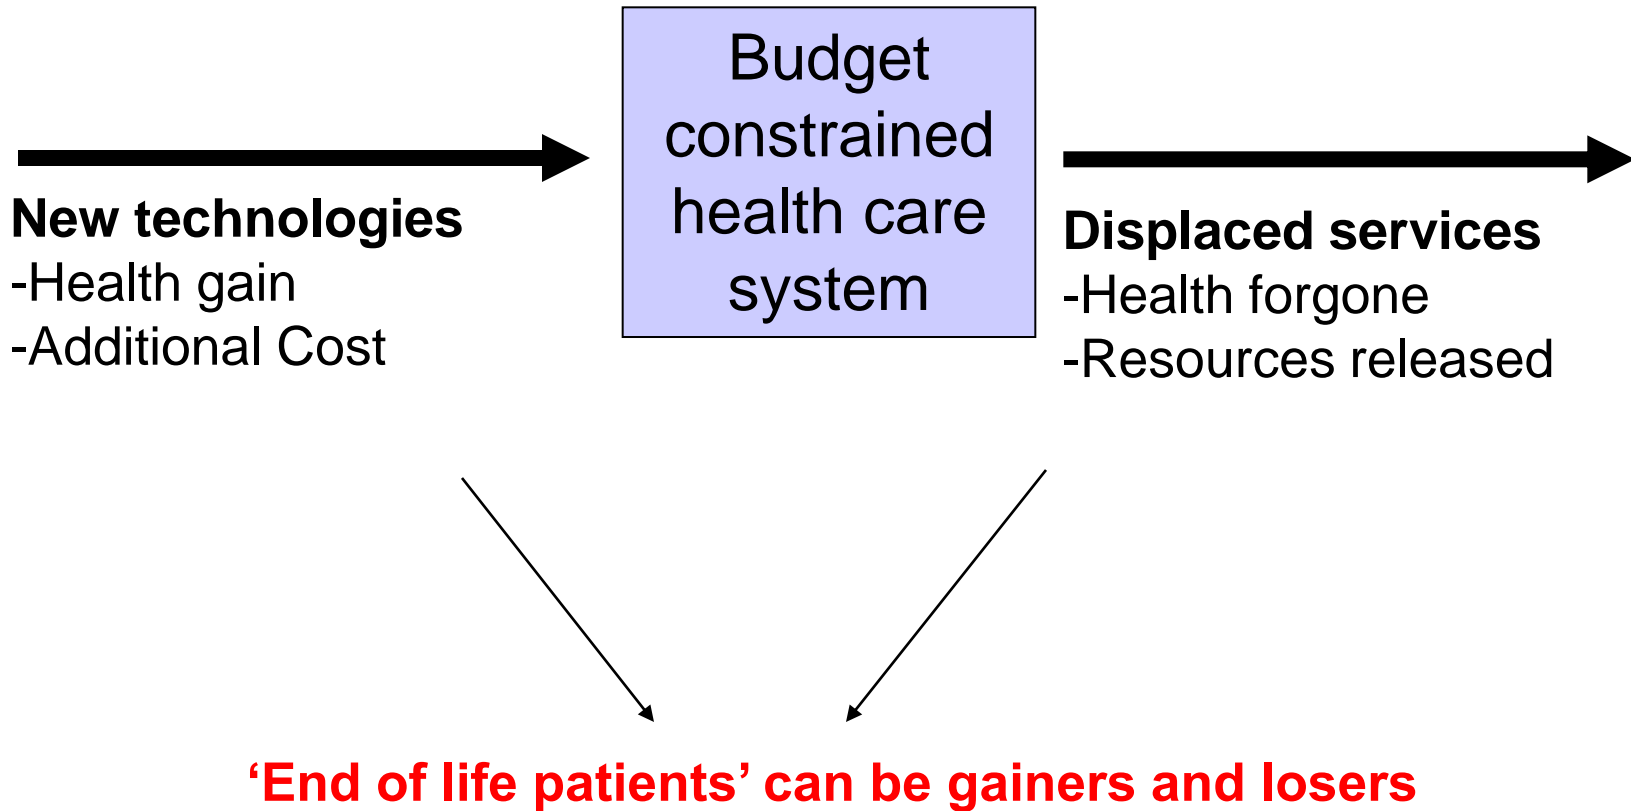 Budget
constrained
health care
system
New technologies
-Health gain
-Additional Cost
Displaced services
-Health forgone
-Resources released
‘End of life patients’ can be gainers and losers